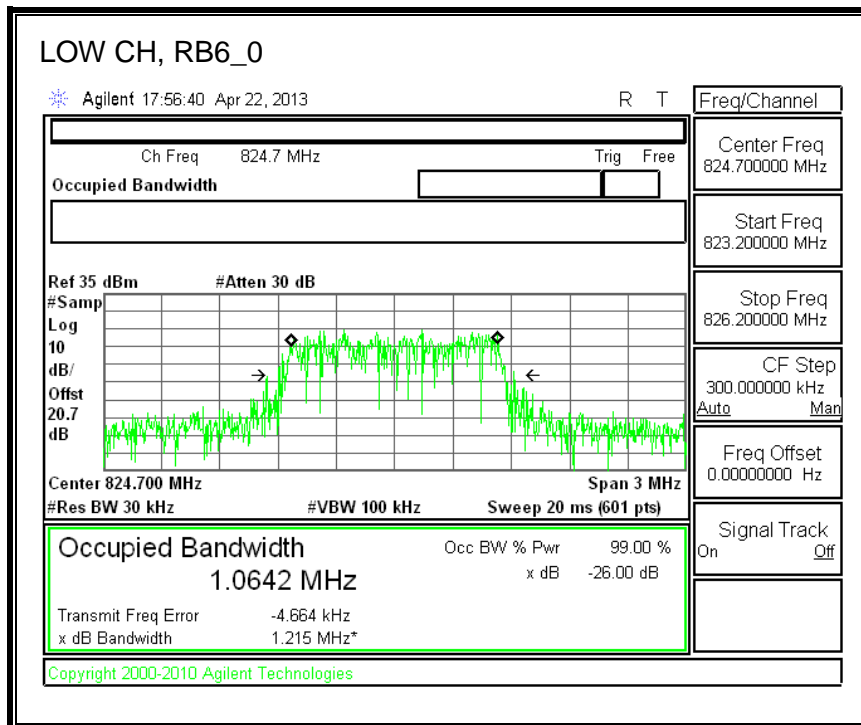 LOW CH, RB6_0
Agilent 17:56:40 Apr 22, 2013 R T
Freq/Channel
Ch Freq 824.7 MHz Trig Free
Occupied Bandwidth
Center Freq
824.700000 MHz
Start Freq
823.200000 MHz
Stop Freq
826.200000 MHz
CF Step
300.000000 kHz
Auto Man
Freq Offset
0.00000000 Hz
Signal Track
On Off
Ref 35 dBm #Atten 30 dB
#Samp
Log
10
dB/
Offst
20.7
dB
Center 824.700 MHz Span 3 MHz
#Res BW 30 kHz #VBW 100 kHz Sweep 20 ms (601 pts)
Occupied Bandwidth Occ BW % Pwr 99.00 %
1.0642 MHz x dB -26.00 dB
Transmit Freq Error -4.664 kHz
x dB Bandwidth 1.215 MHz*
Copyright 2000-2010 Agilent Technologies